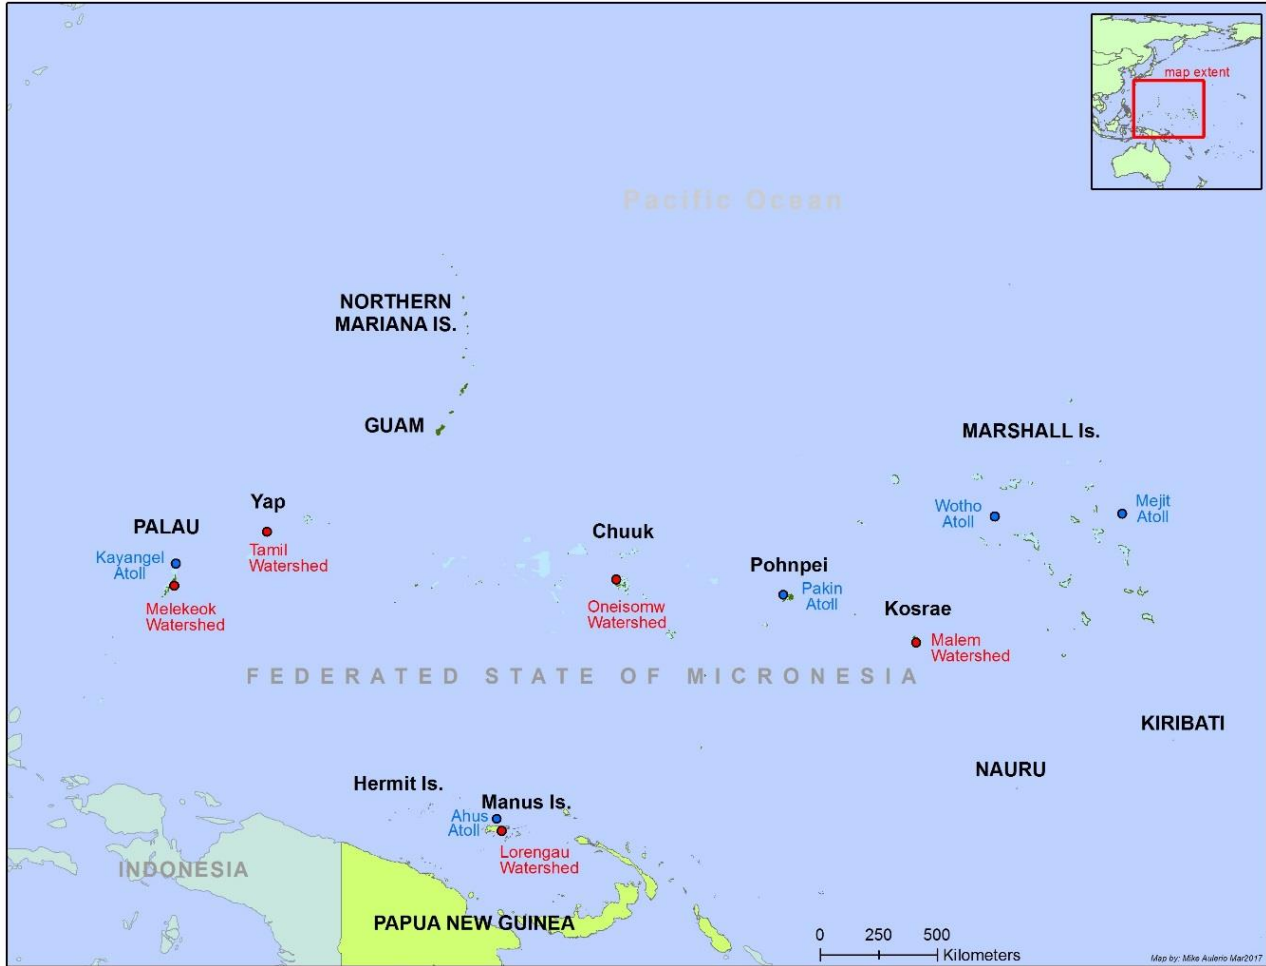 map extent
Pacific Ocean
NORTHERN
MARIANA IS.
GUAM
MARSHALL Is.
Yap
Wotho
Atoll
Mejit
Atoll
PALAU
Chuuk
Kayangel
Atoll
Tamil
Watershed
Pohnpei
Pakin
Atoll
Melekeok
Watershed
Oneisomw
Watershed
Kosrae
Malem
Watershed
FEDERATED STATE OF MICRONESIA
KIRIBATI
NAURU
Hermit Is.
Manus Is.
Ahus
Atoll
Lorengau
Watershed
INDONESIA
PAPUA NEW GUINEA
0 250 500
Kilometers
Map by: Mike Aulerio Mar2017